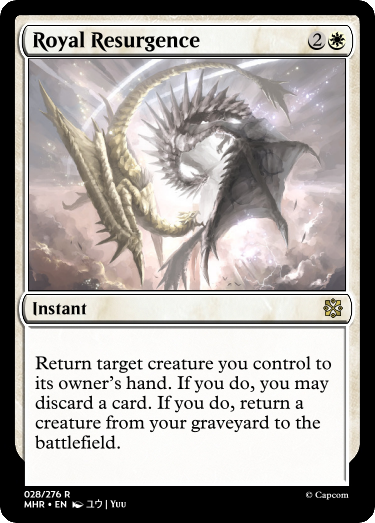 Royal Resurgence 2
Instant
Return target creature you control to
its owner's hand. If you do, you may
discard a card. If you do, return a
creature from your graveyard to the
battlefield.
028/276 R
MHR • EN ユウ | Yuu
© Capcom